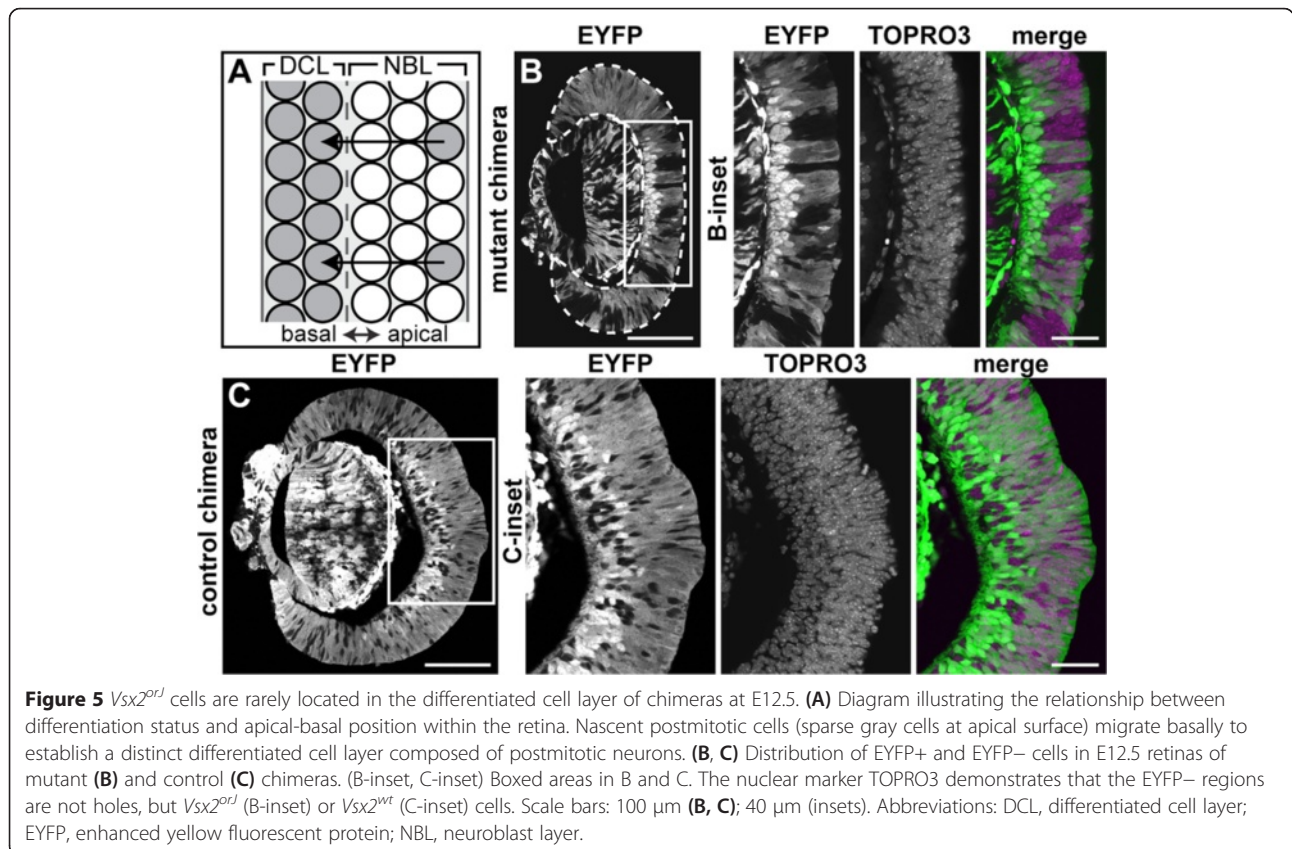 EYFP
EYFP
TOPRO3
merge
A
DCL
NBL
basal ↔ apical
B
mutant chimera
B-inset
EYFP
EYFP
TOPRO3
merge
C
control chimera
C-inset
Figure 5 Vsx2^orJ cells are rarely located in the differentiated cell layer of chimeras at E12.5. (A) Diagram illustrating the relationship between
differentiation status and apical-basal position within the retina. Nascent postmitotic cells (sparse gray cells at apical surface) migrate basally to
establish a distinct differentiated cell layer composed of postmitotic neurons. (B, C) Distribution of EYFP+ and EYFP− cells in E12.5 retinas of
mutant (B) and control (C) chimeras. (B-inset, C-inset) Boxed areas in B and C. The nuclear marker TOPRO3 demonstrates that the EYFP− regions
are not holes, but Vsx2^orJ (B-inset) or Vsx2^wt (C-inset) cells. Scale bars: 100 μm (B, C); 40 μm (insets). Abbreviations: DCL, differentiated cell layer;
EYFP, enhanced yellow fluorescent protein; NBL, neuroblast layer.